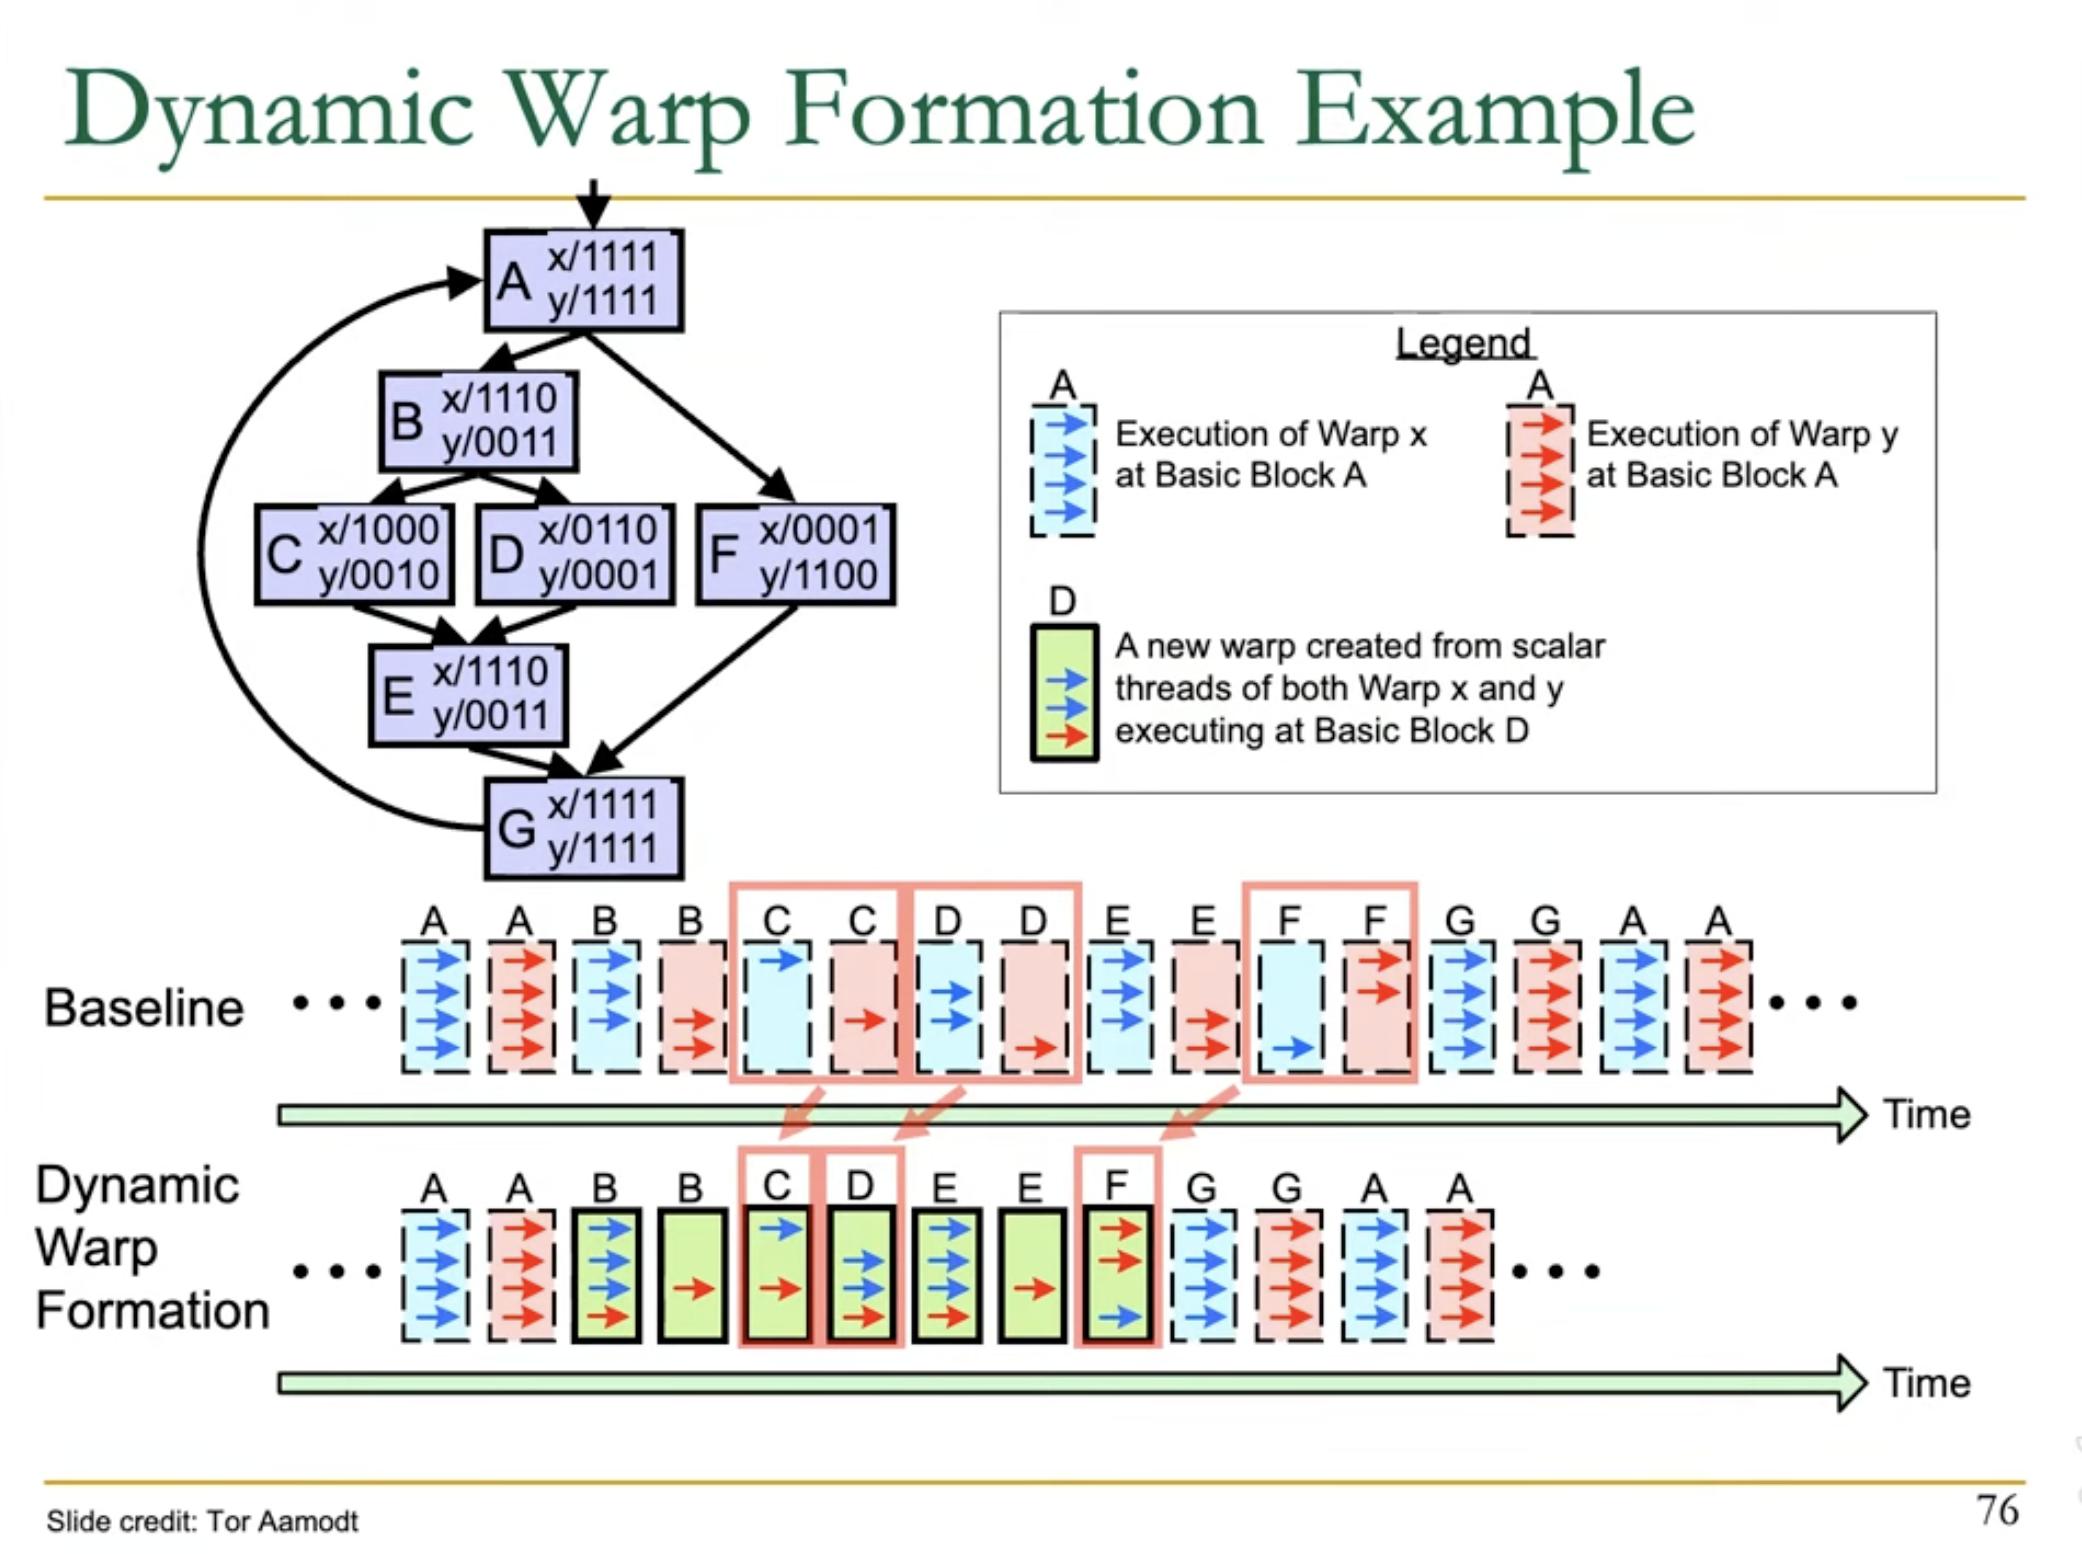 Dynamic Warp Formation Example
A
x/1111
y/1111
B
x/1110
y/0011
C
x/1000
y/0010
D
x/0110
y/0001
F
x/0001
y/1100
E
x/1110
y/0011
G
x/1111
y/1111
Legend
A
Execution of Warp x
at Basic Block A
A
Execution of Warp y
at Basic Block A
D
A new warp created from scalar
threads of both Warp x and y
executing at Basic Block D
A A B B C C D D E E F F G G A A
Baseline
Time
A A B B C D E E F G G A A
Dynamic
Warp
Formation
Time
Slide credit: Tor Aamodt
76